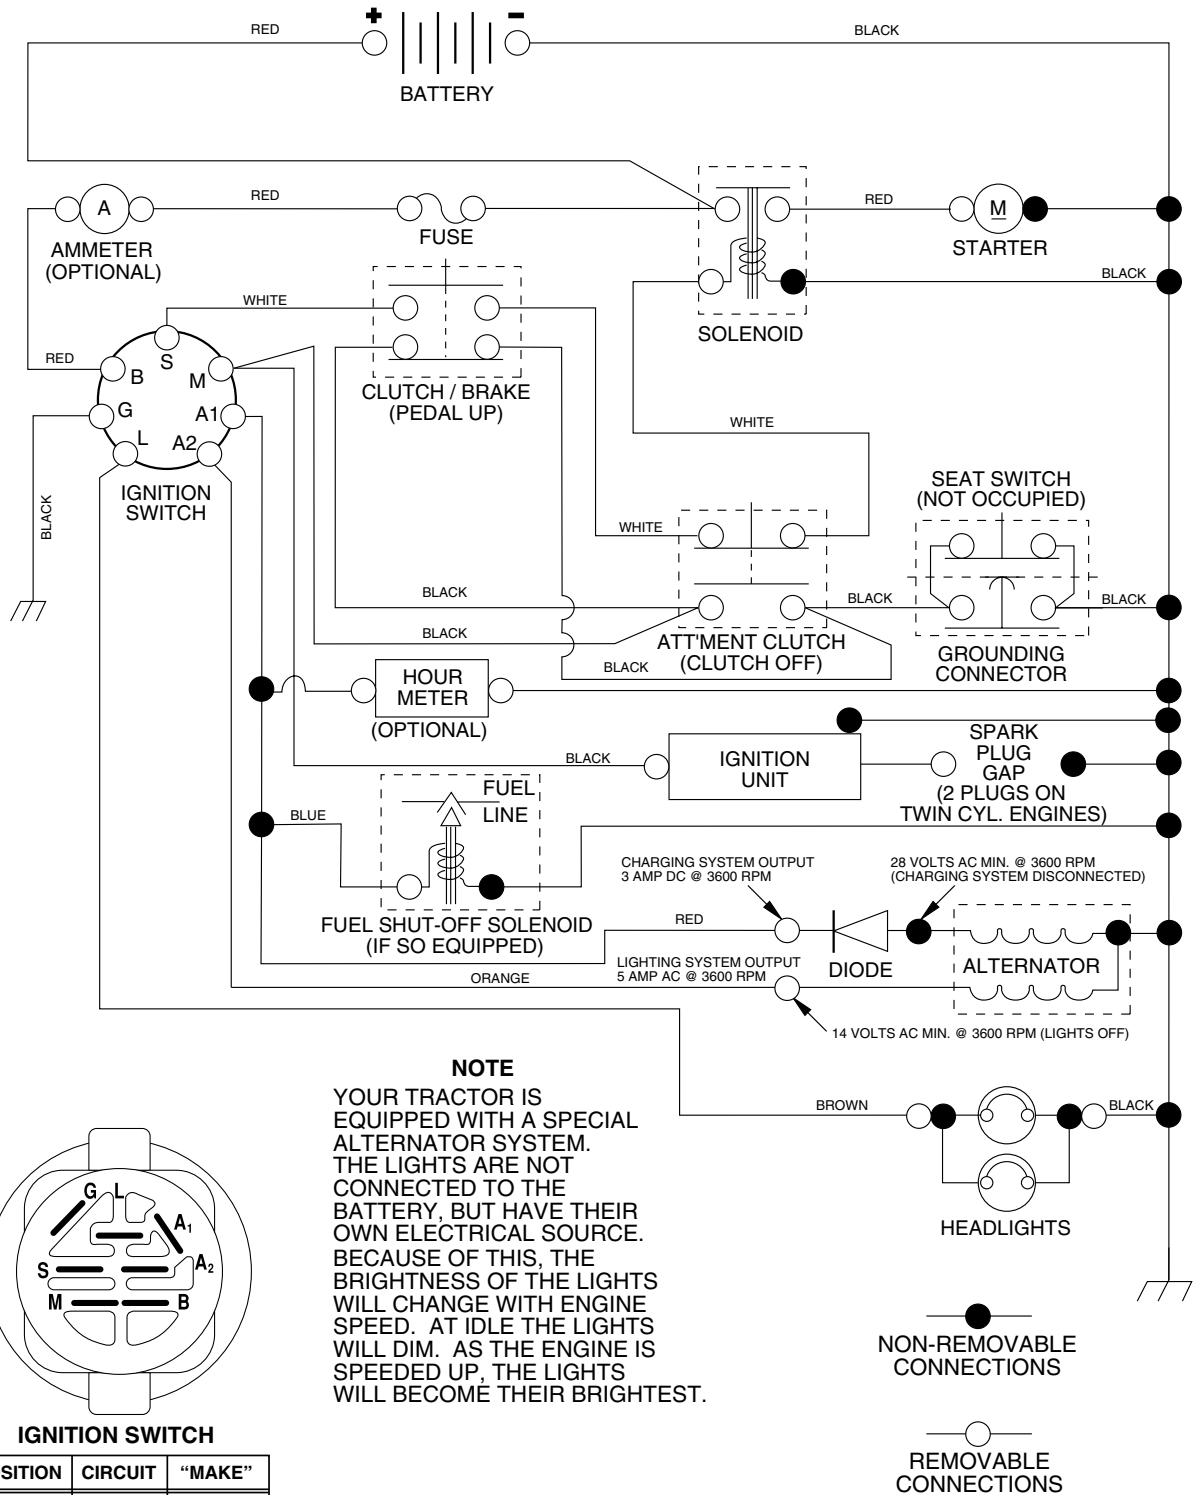 + −
RED
BLACK
BATTERY
RED
A
FUSE
RED
M
AMMETER
(OPTIONAL)
STARTER
BLACK
WHITE
SOLENOID
RED
S
B
M
G
A1
L
A2
CLUTCH / BRAKE
(PEDAL UP)
WHITE
IGNITION
SWITCH
BLACK
SEAT SWITCH
(NOT OCCUPIED)
WHITE
BLACK
BLACK
BLACK
BLACK
ATT'MENT CLUTCH
(CLUTCH OFF)
BLACK
GROUNDING
CONNECTOR
HOUR
METER
(OPTIONAL)
BLACK
IGNITION
UNIT
SPARK
PLUG
GAP
(2 PLUGS ON
TWIN CYL. ENGINES)
FUEL
LINE
BLUE
FUEL SHUT-OFF SOLENOID
(IF SO EQUIPPED)
CHARGING SYSTEM OUTPUT
3 AMP DC @ 3600 RPM
28 VOLTS AC MIN. @ 3600 RPM
(CHARGING SYSTEM DISCONNECTED)
RED
DIODE
ALTERNATOR
LIGHTING SYSTEM OUTPUT
5 AMP AC @ 3600 RPM
ORANGE
14 VOLTS AC MIN. @ 3600 RPM (LIGHTS OFF)
NOTE
YOUR TRACTOR IS
EQUIPPED WITH A SPECIAL
ALTERNATOR SYSTEM.
THE LIGHTS ARE NOT
CONNECTED TO THE
BATTERY, BUT HAVE THEIR
OWN ELECTRICAL SOURCE.
BECAUSE OF THIS, THE
BRIGHTNESS OF THE LIGHTS
WILL CHANGE WITH ENGINE
SPEED. AT IDLE THE LIGHTS
WILL DIM. AS THE ENGINE IS
SPEEDED UP, THE LIGHTS
WILL BECOME THEIR BRIGHTEST.
BROWN
BLACK
HEADLIGHTS
G L
A1
S
A2
M
B
IGNITION SWITCH
SITION CIRCUIT “MAKE”
NON-REMOVABLE
CONNECTIONS
REMOVABLE
CONNECTIONS